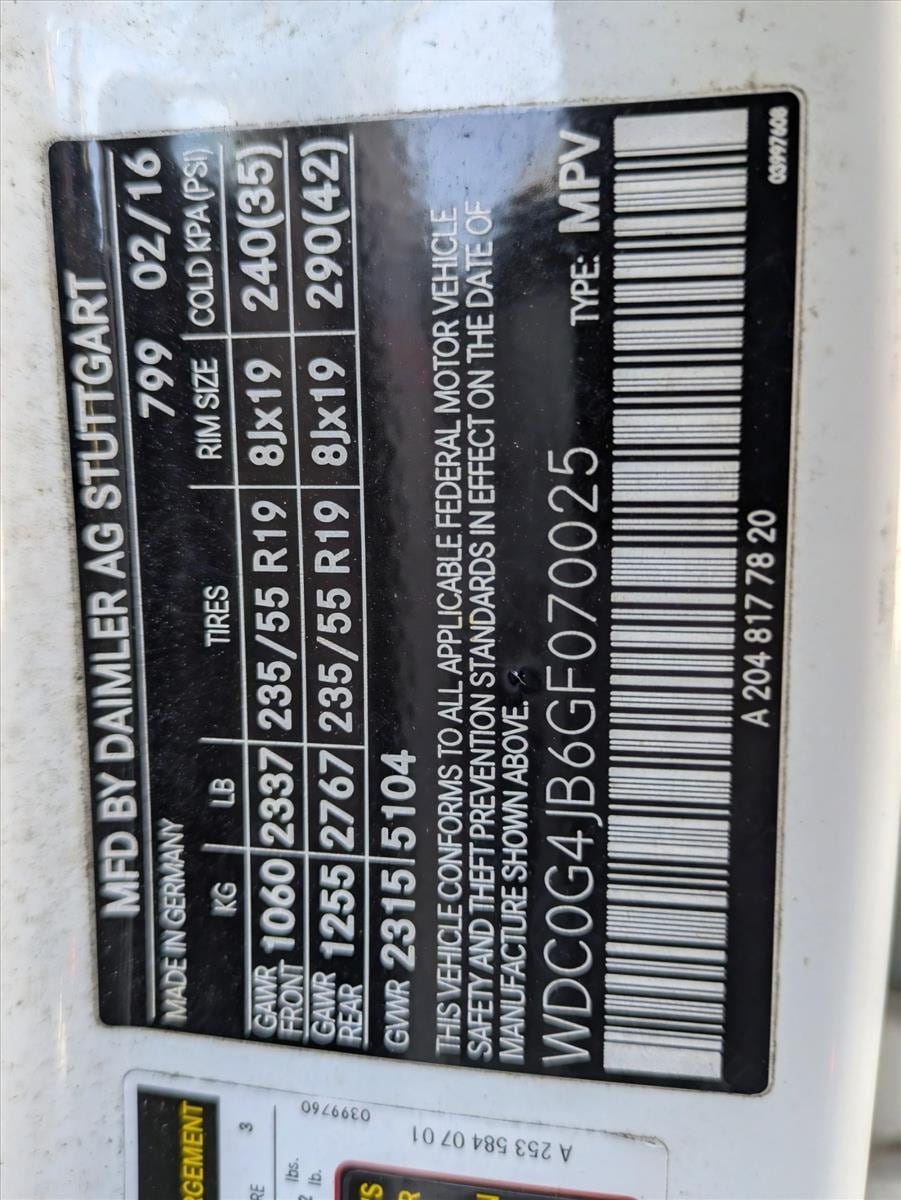 MFD BY DAIMLER AG STUTTGART
MADE IN GERMANY 799 02/16
KG LB TIRES RIM SIZE COLD KPA(PSI)
GAWR FRONT 1060 2337 235/55 R19 8Jx19 240(35)
GAWR REAR 1255 2767 235/55 R19 8Jx19 290(42)
GVWR 2315 5104
THIS VEHICLE CONFORMS TO ALL APPLICABLE FEDERAL MOTOR VEHICLE
SAFETY AND THEFT PREVENTION STANDARDS IN EFFECT ON THE DATE OF
MANUFACTURE SHOWN ABOVE.
WDC0G4JB6GF070025 TYPE: MPV
A 204 817 78 20
03997608
RGEMENT
RE 3
lbs.
lb.
0399760
A 253 584 07 01